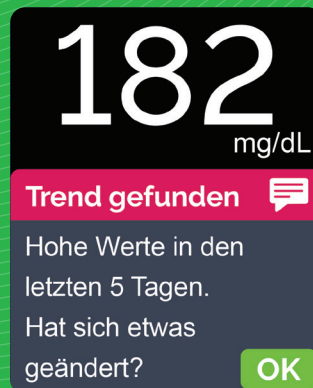 182
mg/dL
Trend gefunden
Hohe Werte in den
letzten 5 Tagen.
Hat sich etwas
geändert?
OK